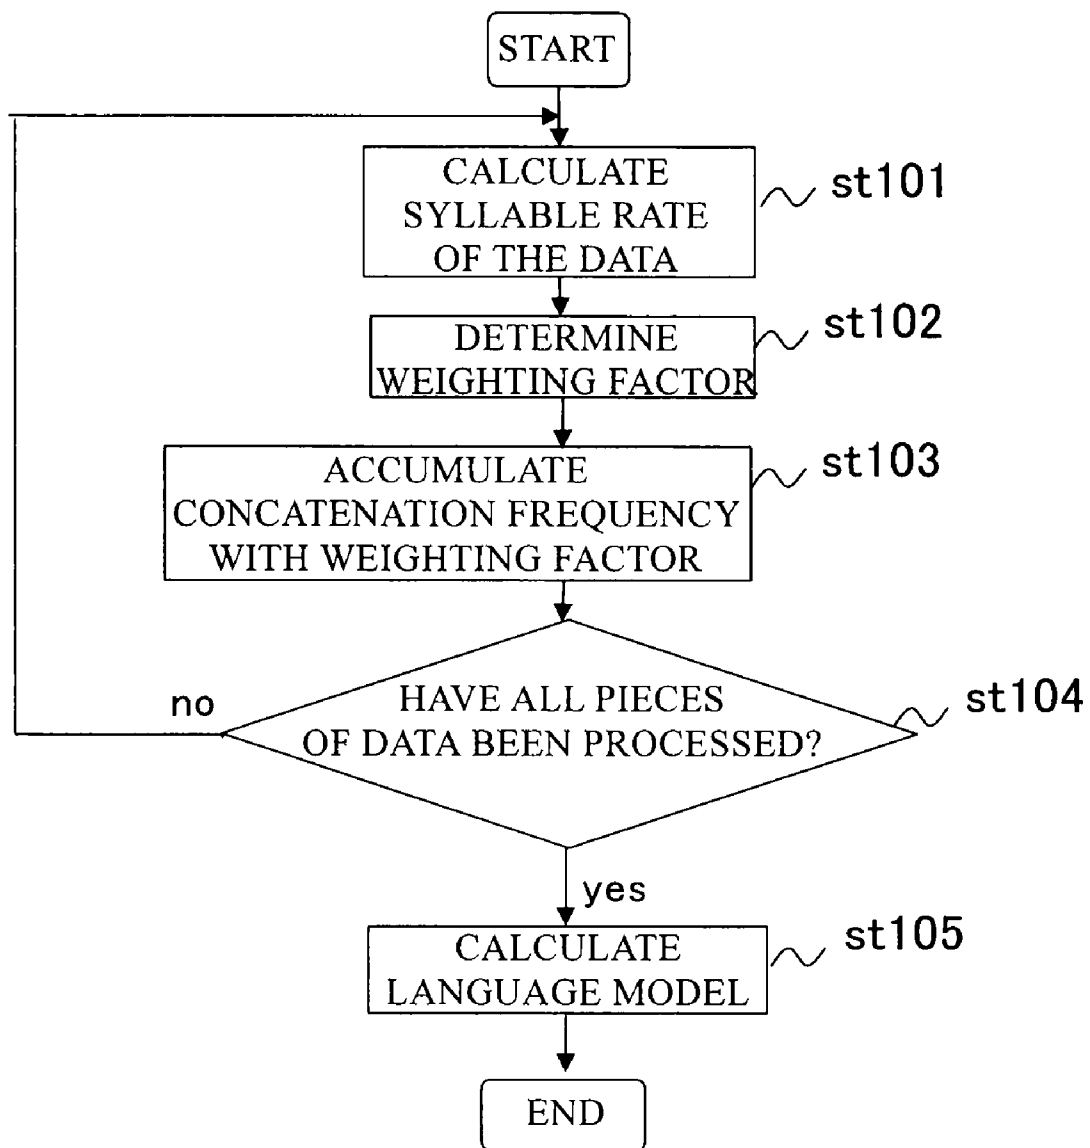 START
CALCULATE
SYLLABLE RATE
OF THE DATA
st101
DETERMINE
WEIGHTING FACTOR
st102
ACCUMULATE
CONCATENATION FREQUENCY
WITH WEIGHTING FACTOR
st103
HAVE ALL PIECES
OF DATA BEEN PROCESSED?
st104
no
yes
CALCULATE
LANGUAGE MODEL
st105
END